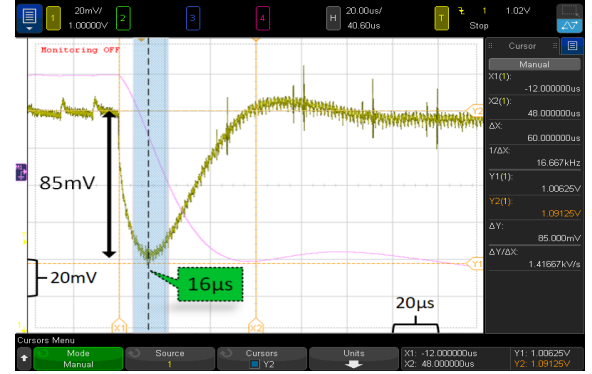 1 20mV/ 1.00000V 2 3 4 H 20.00us/ 40.60us T 1 1.02V Stop
Monitoring OFF
85mV
20mV
16µs
20µs
X1 X2
Y2
Y1
Cursor
Manual
X1(1):
-12.000000us
X2(1):
48.000000us
ΔX:
60.000000us
1/ΔX:
16.667kHz
Y1(1):
1.00625V
Y2(1):
1.09125V
ΔY:
85.000mV
ΔY/ΔX:
1.41667kV/s
Cursors Menu
Mode Source Cursors Units X1: -12.000000us Y1: 1.00625V
Manual 1 Y2 X2: 48.000000us Y2: 1.09125V